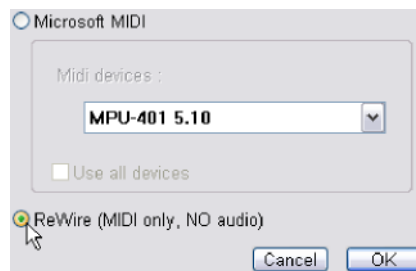 Microsoft MIDI
Midi devices :
MPU-401 5.10
Use all devices
ReWire (MIDI only, NO audio)
Cancel OK